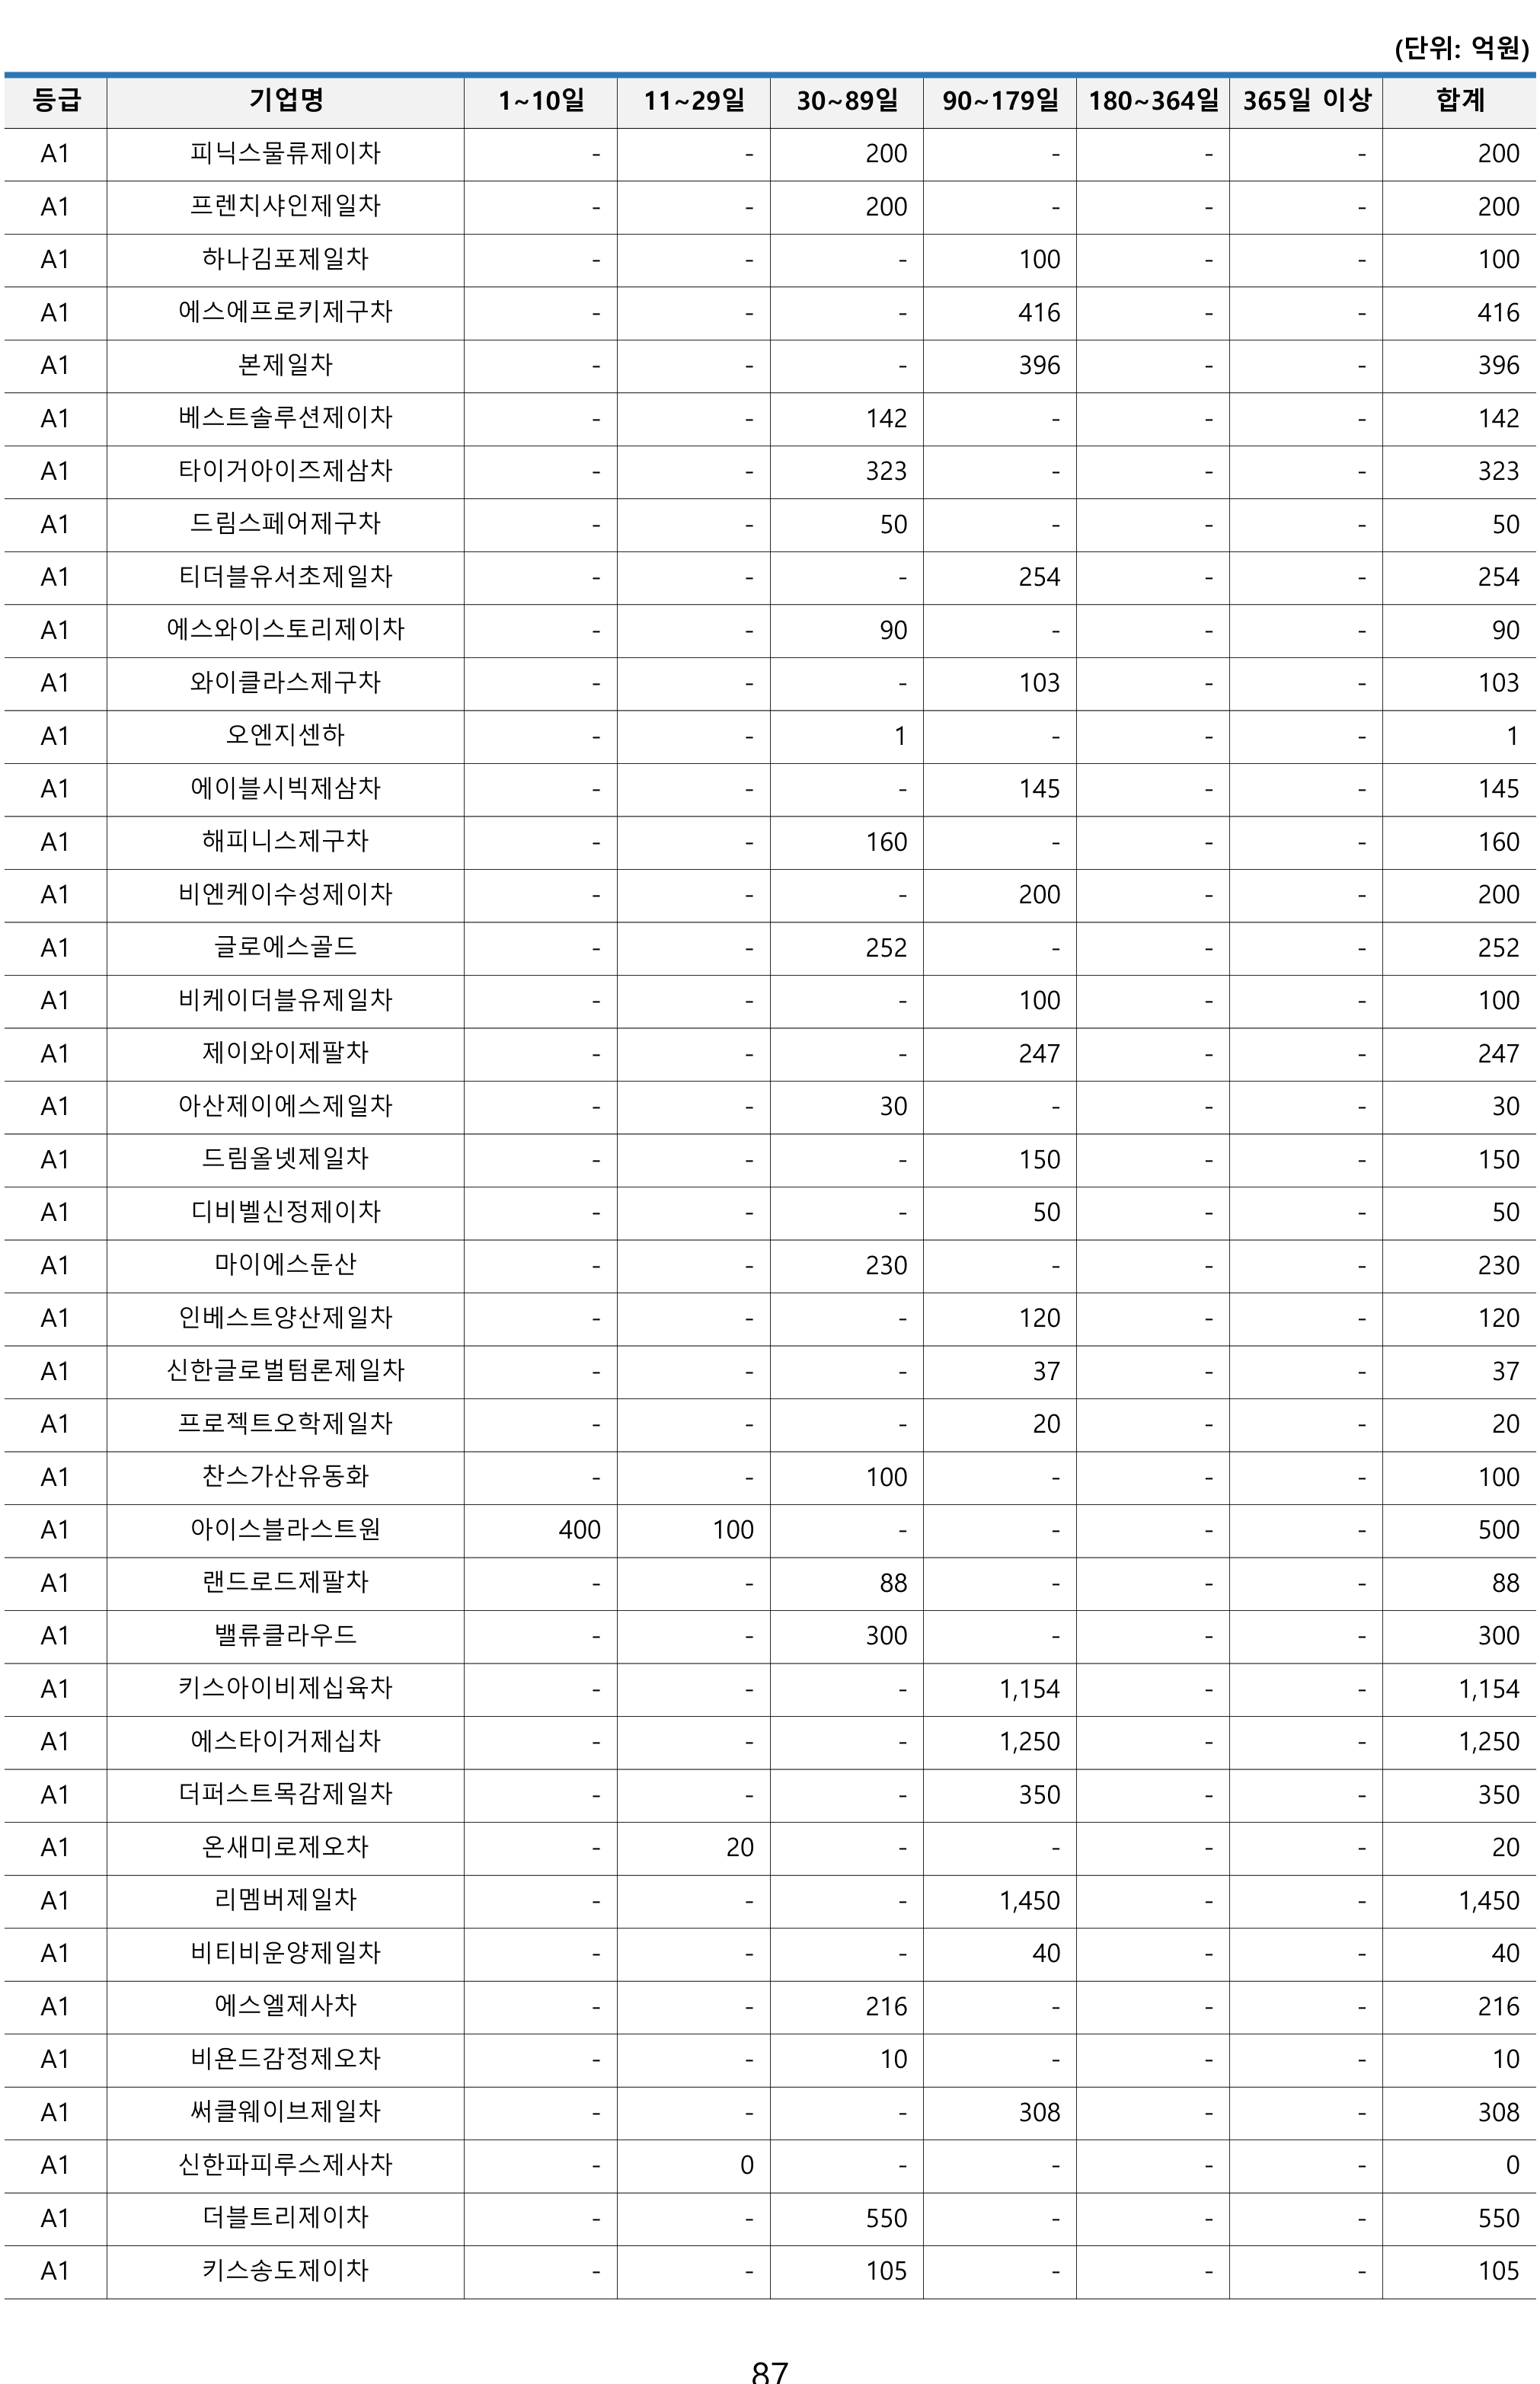 (단위: 억원)
등급 기업명 1~10일 11~29일 30~89일 90~179일 180~364일 365일 이상 합계
A1 피닉스물류제이차 - - 200 - - - 200
A1 프렌치샤인제일차 - - 200 - - - 200
A1 하나김포제일차 - - - 100 - - 100
A1 에스에프로키제구차 - - - 416 - - 416
A1 본제일차 - - - 396 - - 396
A1 베스트솔루션제이차 - - 142 - - - 142
A1 타이거아이즈제삼차 - - 323 - - - 323
A1 드림스페어제구차 - - 50 - - - 50
A1 티더블유서초제일차 - - - 254 - - 254
A1 에스와이스토리제이차 - - 90 - - - 90
A1 와이클라스제구차 - - - 103 - - 103
A1 오엔지센하 - - 1 - - - 1
A1 에이블시빅제삼차 - - - 145 - - 145
A1 해피니스제구차 - - 160 - - - 160
A1 비엔케이수성제이차 - - - 200 - - 200
A1 글로에스골드 - - 252 - - - 252
A1 비케이더블유제일차 - - - 100 - - 100
A1 제이와이제팔차 - - - 247 - - 247
A1 아산제이에스제일차 - - 30 - - - 30
A1 드림올넷제일차 - - - 150 - - 150
A1 디비벨신정제이차 - - - 50 - - 50
A1 마이에스둔산 - - 230 - - - 230
A1 인베스트양산제일차 - - - 120 - - 120
A1 신한글로벌텀론제일차 - - - 37 - - 37
A1 프로젝트오학제일차 - - - 20 - - 20
A1 찬스가산유동화 - - 100 - - - 100
A1 아이스블라스트원 400 100 - - - - 500
A1 랜드로드제팔차 - - 88 - - - 88
A1 밸류클라우드 - - 300 - - - 300
A1 키스아이비제십육차 - - - 1,154 - - 1,154
A1 에스타이거제십차 - - - 1,250 - - 1,250
A1 더퍼스트목감제일차 - - - 350 - - 350
A1 온새미로제오차 - 20 - - - - 20
A1 리멤버제일차 - - - 1,450 - - 1,450
A1 비티비운양제일차 - - - 40 - - 40
A1 에스엘제사차 - - 216 - - - 216
A1 비욘드감정제오차 - - 10 - - - 10
A1 써클웨이브제일차 - - - 308 - - 308
A1 신한파피루스제사차 - 0 - - - - 0
A1 더블트리제이차 - - 550 - - - 550
A1 키스송도제이차 - - 105 - - - 105
87